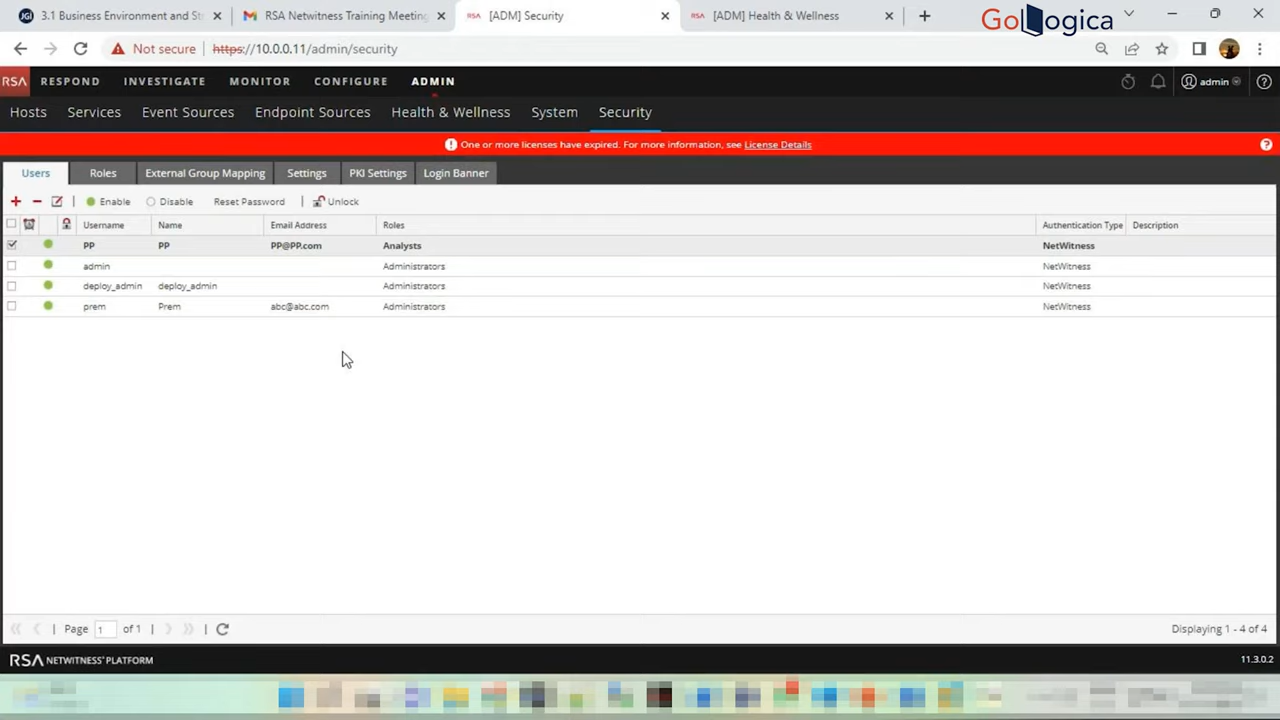 JGI 3.1 Business Environment and St
RSA Netwitness Training Meeting
RSA [ADM] Security
RSA [ADM] Health & Wellness
GoLogica
Not secure https://10.0.0.11/admin/security
RSA RESPOND INVESTIGATE MONITOR CONFIGURE ADMIN admin
Hosts Services Event Sources Endpoint Sources Health & Wellness System Security
One or more licenses have expired. For more information, see License Details
Users Roles External Group Mapping Settings PKI Settings Login Banner
Enable Disable Reset Password Unlock
Username Name Email Address Roles Authentication Type Description
PP PP PP@PP.com Analysts NetWitness
admin Administrators NetWitness
deploy_admin deploy_admin Administrators NetWitness
prem Prem abc@abc.com Administrators NetWitness
Page 1 of 1 Displaying 1 - 4 of 4
RSA NETWITNESS® PLATFORM 11.3.0.2